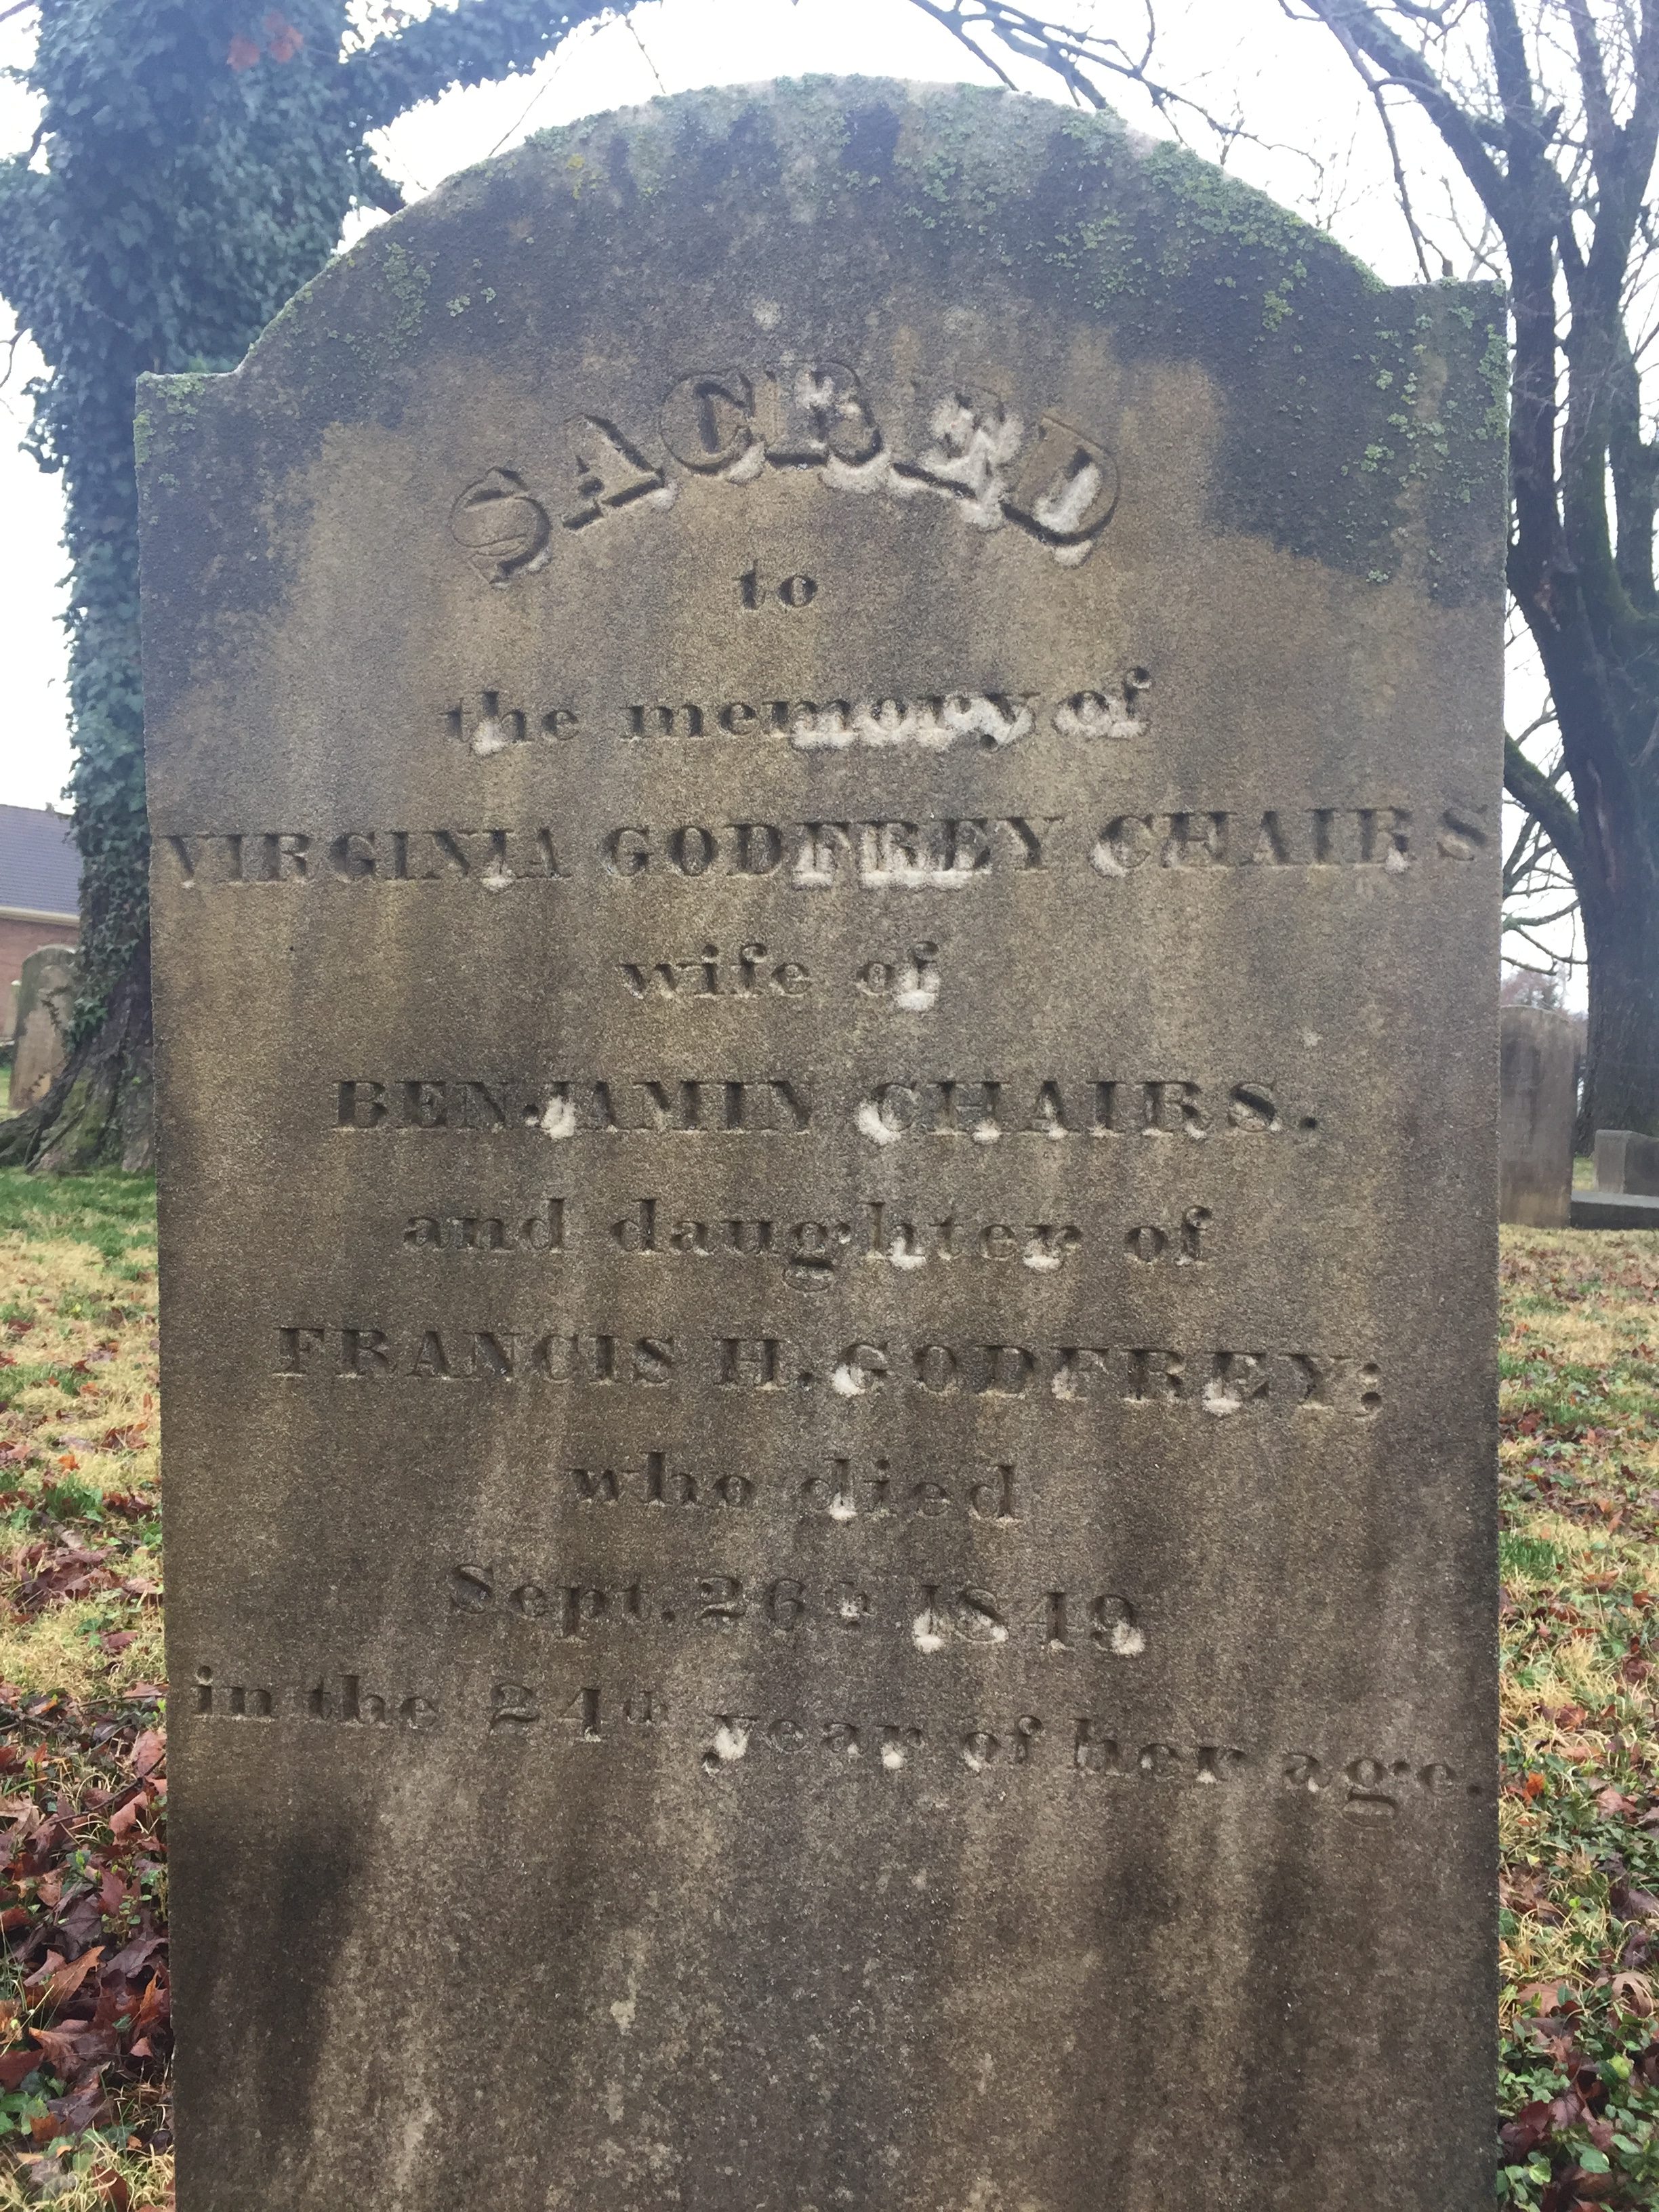 SACRED
to
the memory of
VIRGINIA GODFREY CHAIRS
wife of
BENJAMIN CHAIRS.
and daughter of
FRANCIS H. GODFREY;
who died
Sept. 26th 1849
in the 24th year of her age.